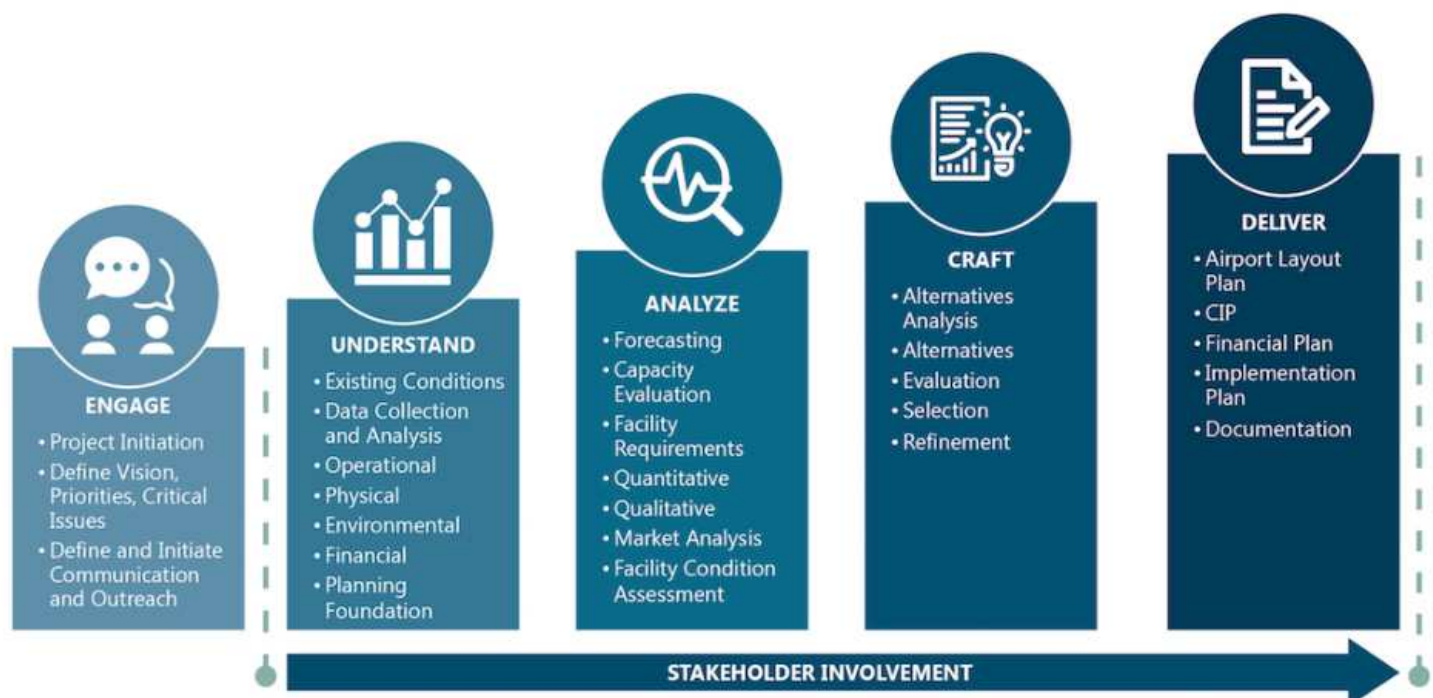 ENGAGE
• Project Initiation
• Define Vision,
Priorities, Critical
Issues
• Define and Initiate
Communication
and Outreach
UNDERSTAND
• Existing Conditions
• Data Collection
and Analysis
• Operational
• Physical
• Environmental
• Financial
• Planning
Foundation
ANALYZE
• Forecasting
• Capacity
Evaluation
• Facility
Requirements
• Quantitative
• Qualitative
• Market Analysis
• Facility Condition
Assessment
CRAFT
• Alternatives
Analysis
• Alternatives
• Evaluation
• Selection
• Refinement
DELIVER
• Airport Layout
Plan
• CIP
• Financial Plan
• Implementation
Plan
• Documentation
STAKEHOLDER INVOLVEMENT